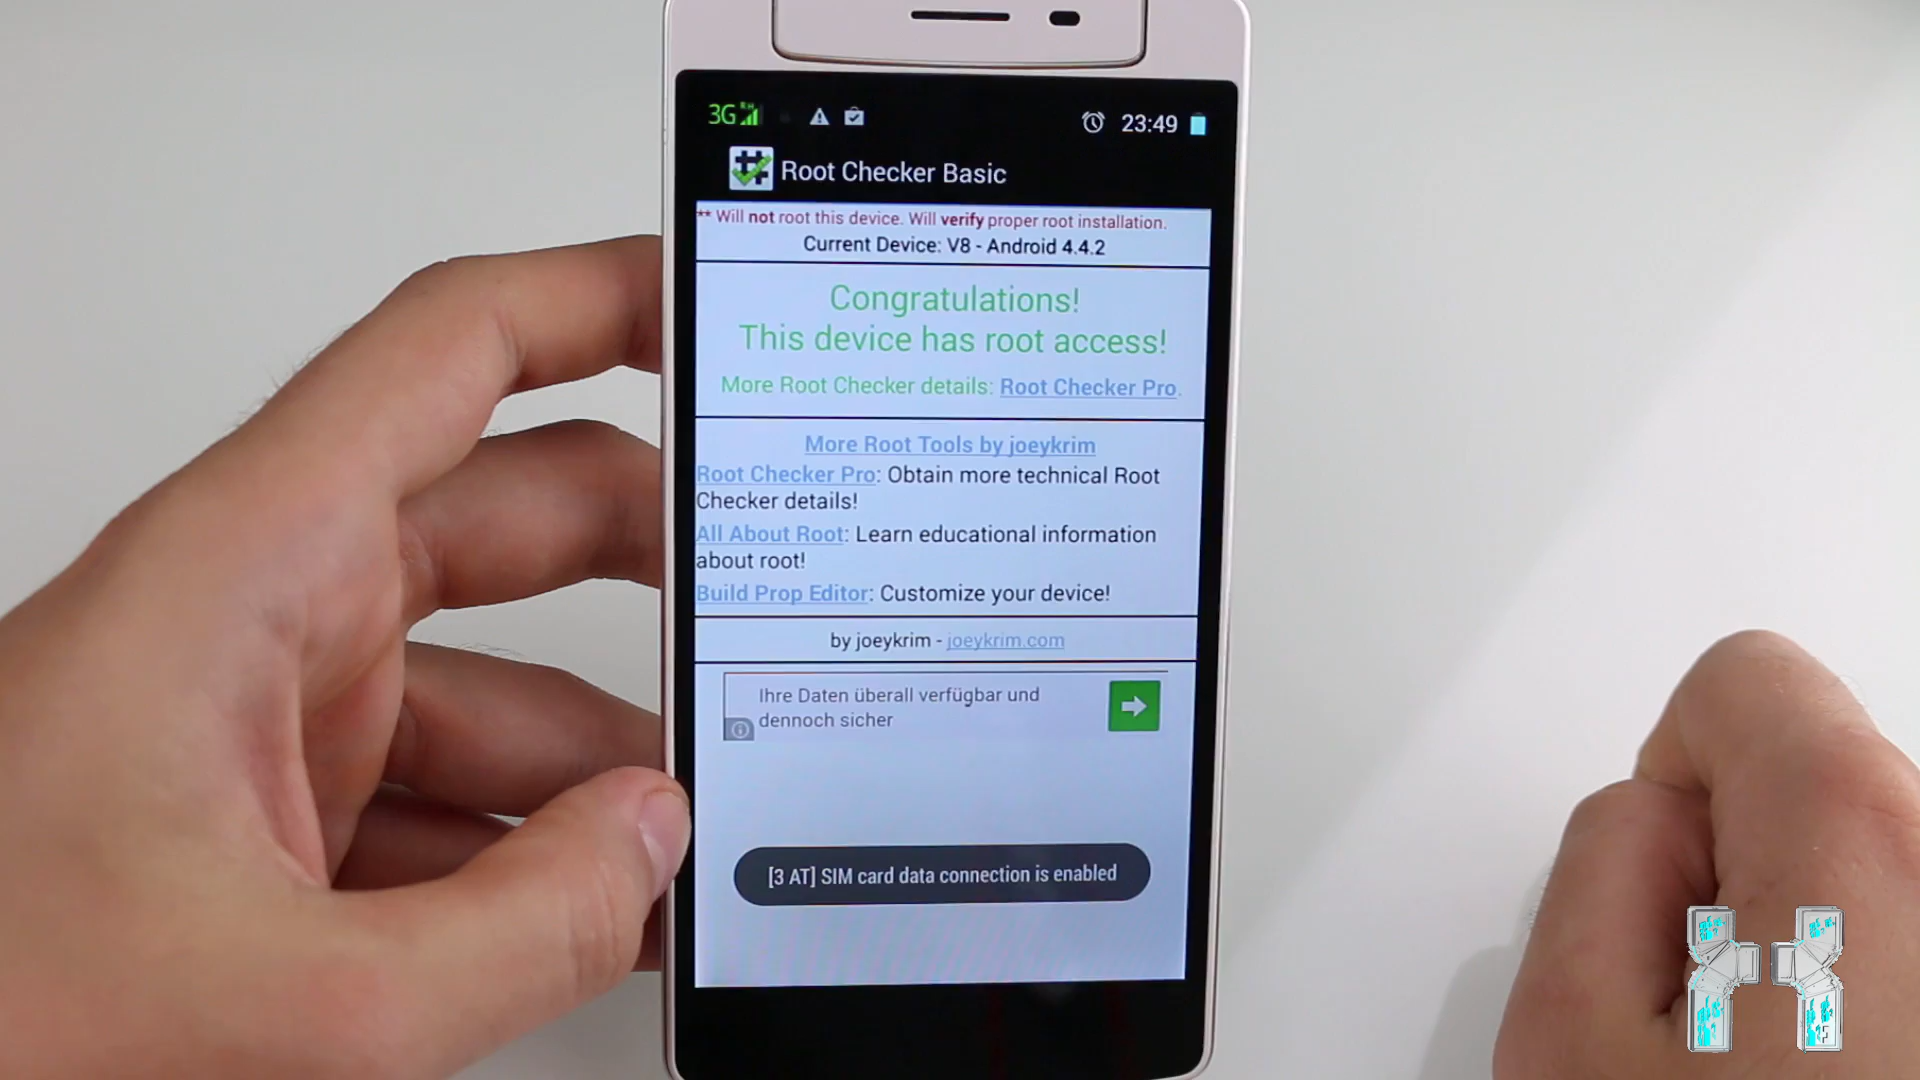 3G RH 23:49
Root Checker Basic
** Will not root this device. Will verify proper root installation.
Current Device: V8 - Android 4.4.2
Congratulations!
This device has root access!
More Root Checker details: Root Checker Pro.
More Root Tools by joeykrim
Root Checker Pro: Obtain more technical Root
Checker details!
All About Root: Learn educational information
about root!
Build Prop Editor: Customize your device!
by joeykrim - joeykrim.com
Ihre Daten überall verfügbar und
dennoch sicher
[3 AT] SIM card data connection is enabled